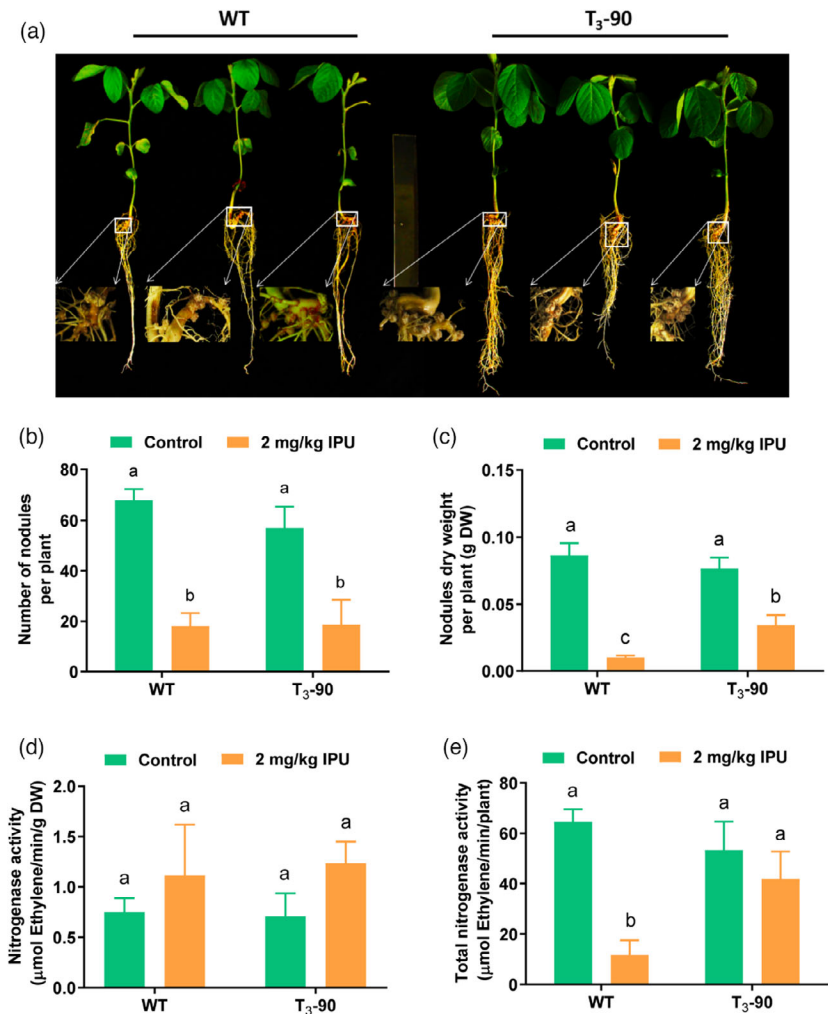 (a)
WT
T₃-90
(b)
Control
2 mg/kg IPU
Number of nodules
per plant
80
60
40
20
0
a
b
a
b
WT
T₃-90
(c)
Control
2 mg/kg IPU
Nodules dry weight
per plant (g DW)
0.15
0.10
0.05
0.00
a
c
a
b
WT
T₃-90
(d)
Control
2 mg/kg IPU
Nitrogenase activity
(μmol Ethylene/min/g DW)
2.0
1.5
1.0
0.5
0.0
a
a
a
a
WT
T₃-90
(e)
Control
2 mg/kg IPU
Total nitrogenase activity
(μmol Ethylene/min/plant)
80
60
40
20
0
a
b
a
a
WT
T₃-90